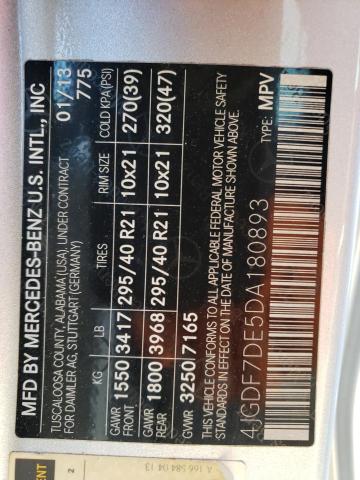 MFD BY MERCEDES-BENZ U.S. INTL., INC
TUSCALOOSA COUNTY, ALABAMA (USA), UNDER CONTRACT
FOR DAIMLER AG, STUTTGART (GERMANY)
01/13
775
KG LB TIRES RIM SIZE COLD KPA(PSI)
GAWR FRONT 1550 3417 295/40 R21 10x21 270(39)
GAWR REAR 1800 3968 295/40 R21 10x21 320(47)
GVWR 3250 7165
THIS VEHICLE CONFORMS TO ALL APPLICABLE FEDERAL MOTOR VEHICLE SAFETY
STANDARDS IN EFFECT ON THE DATE OF MANUFACTURE SHOWN ABOVE.
4JGDF7DE5DA180893 TYPE: MPV
A 166 584 04 13
ENT
2